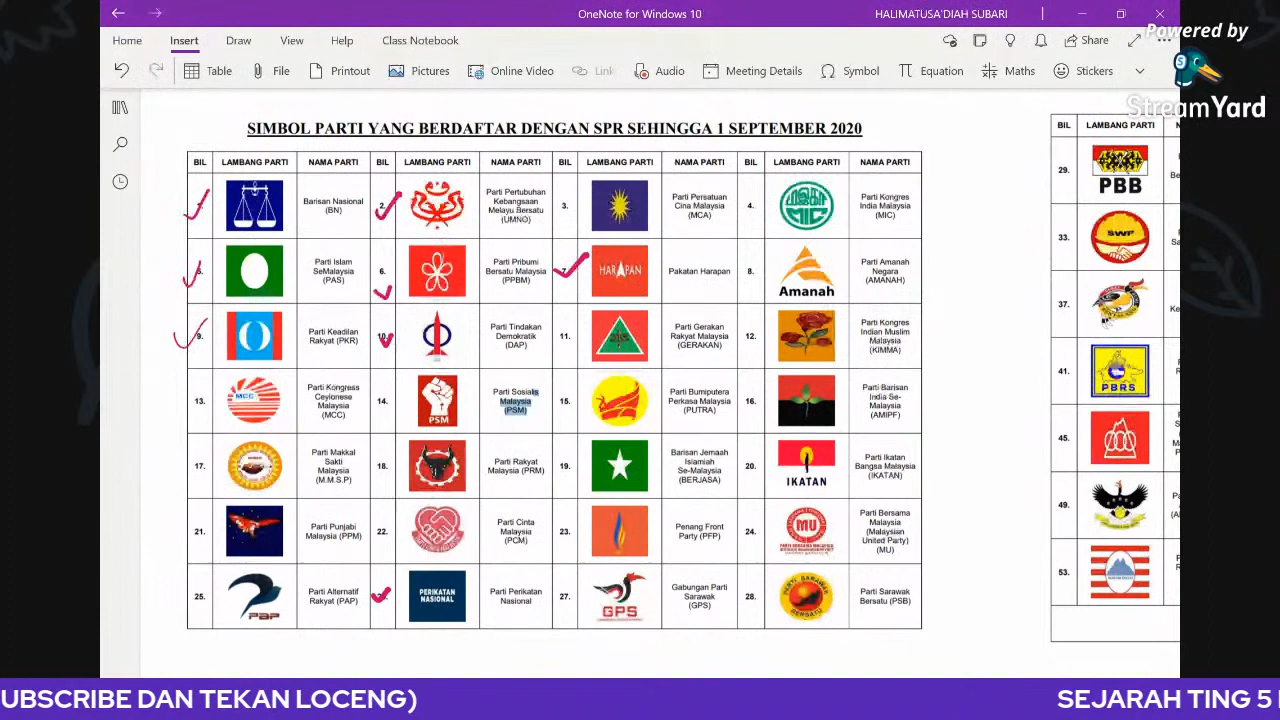 OneNote for Windows 10
HALIMATUSA'DIAH SUBARI
Powered by
StreamYard
Home
Insert
Draw
View
Help
Class Notebook
Share
Table
File
Printout
Pictures
Online Video
Link
Audio
Meeting Details
Symbol
Equation
Maths
Stickers
SIMBOL PARTI YANG BERDAFTAR DENGAN SPR SEHINGGA 1 SEPTEMBER 2020
BIL LAMBANG PARTI NAMA PARTI BIL LAMBANG PARTI NAMA PARTI BIL LAMBANG PARTI NAMA PARTI BIL LAMBANG PARTI NAMA PARTI
Barisan Nasional
(BN)
2.
Parti Pertubuhan
Kebangsaan
Melayu Bersatu
(UMNO)
3.
Parti Persatuan
Cina Malaysia
(MCA)
4.
MIC
Parti Kongres
India Malaysia
(MIC)
5.
Parti Islam
SeMalaysia
(PAS)
6.
Parti Pribumi
Bersatu Malaysia
(PPBM)
7.
HARAPAN
Pakatan Harapan
8.
Amanah
Parti Amanah
Negara
(AMANAH)
9.
Parti Keadilan
Rakyat (PKR)
10.
Parti Tindakan
Demokratik
(DAP)
11.
Parti Gerakan
Rakyat Malaysia
(GERAKAN)
12.
Parti Kongres
Indian Muslim
Malaysia
(KIMMA)
13.
MCC
Parti Kongress
Ceylonese
Malaysia
(MCC)
14.
PSM
Parti Sosialis
Malaysia
(PSM)
15.
Parti Bumiputera
Perkasa Malaysia
(PUTRA)
16.
Parti Barisan
India Se-
Malaysia
(AMIPF)
17.
Parti Makkal
Sakti
Malaysia
(M.M.S.P)
18.
Parti Rakyat
Malaysia (PRM)
19.
Barisan Jemaah
Islamiah
Se-Malaysia
(BERJASA)
20.
IKATAN
Parti Ikatan
Bangsa Malaysia
(IKATAN)
21.
Parti Punjabi
Malaysia (PPM)
22.
Parti Cinta
Malaysia
(PCM)
23.
Penang Front
Party (PFP)
24.
MU
Parti Bersama
Malaysia
(Malaysian
United Party)
(MU)
25.
PAP
Parti Alternatif
Rakyat (PAP)
PERIKATAN
NASIONAL
Parti Perikatan
Nasional
27.
GPS
Gabungan Parti
Sarawak
(GPS)
28.
PARTI SARAWAK
BERSATU
Parti Sarawak
Bersatu (PSB)
BIL LAMBANG PARTI
29.
PBB
33.
SWP
37.
41.
PBRS
45.
49.
53.
UBSCRIBE DAN TEKAN LOCENG)
SEJARAH TING 5